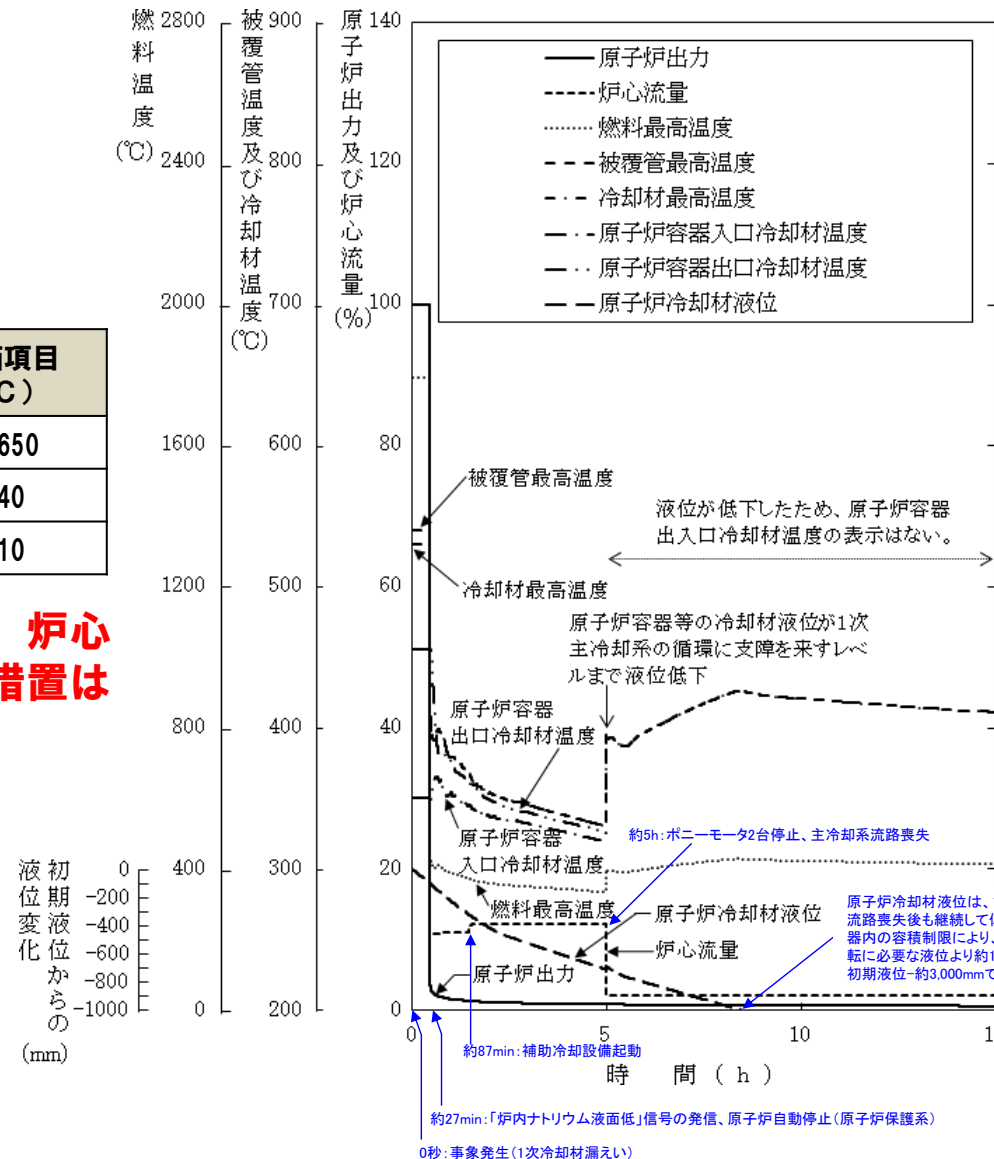 燃料温度
(℃)
2800
2400
2000
1600
1200
800
400
0
被覆管温度及び冷却材温度
(℃)
900
800
700
600
500
400
300
200
原子炉出力及び炉心流量
(%)
140
120
100
80
60
40
20
0
原子炉出力
炉心流量
燃料最高温度
被覆管最高温度
冷却材最高温度
原子炉容器入口冷却材温度
原子炉容器出口冷却材温度
原子炉冷却材液位
項目
C)
650
40
10
炉心
措置は
被覆管最高温度
冷却材最高温度
液位が低下したため、原子炉容器
出入口冷却材温度の表示はない。
原子炉容器等の冷却材液位が1次
主冷却系の循環に支障を来すレベ
ルまで液位低下
原子炉容器
出口冷却材温度
原子炉容器
入口冷却材温度
燃料最高温度
原子炉冷却材液位
炉心流量
原子炉出力
約5h:ポニーモータ2台停止、主冷却系流路喪失
原子炉冷却材液位は、
流路喪失後も継続して
器内の容積制限により、
転に必要な液位より約1
初期液位-約3,000mmで
初期液位からの
液位変化
(mm)
0
-200
-400
-600
-800
-1000
0
5
10
1
約87min:補助冷却設備起動
時 間 ( h )
約27min:「炉内ナトリウム液面低」信号の発信、原子炉自動停止(原子炉保護系)
0秒:事象発生(1次冷却材漏えい)